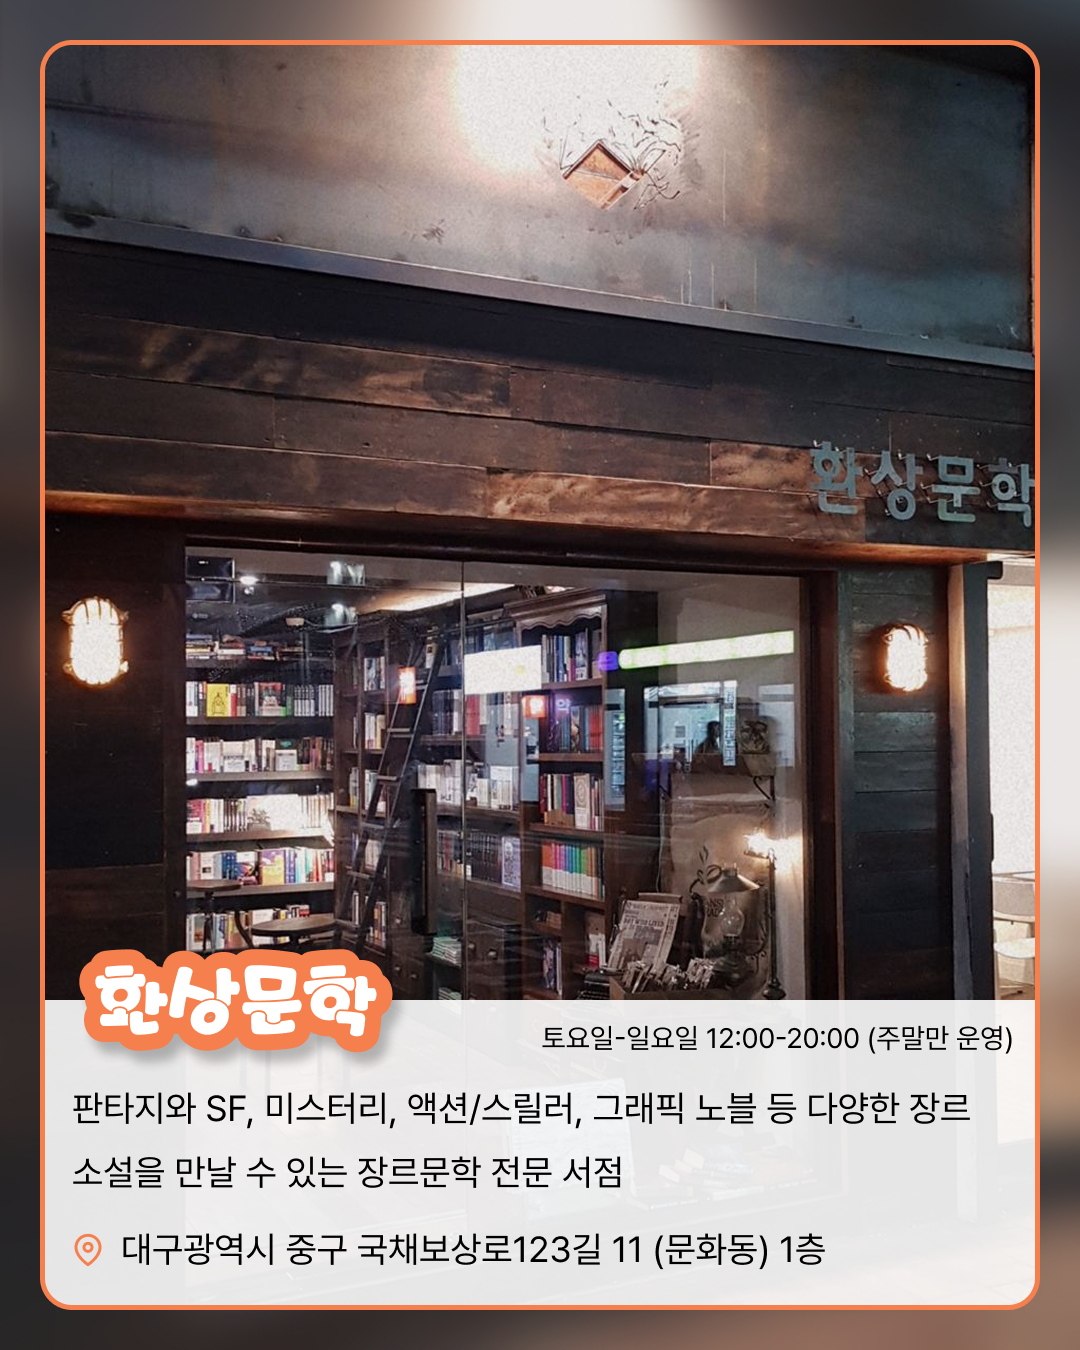 환상문학
환상문학
토요일-일요일 12:00-20:00 (주말만 운영)
판타지와 SF, 미스터리, 액션/스릴러, 그래픽 노블 등 다양한 장르
소설을 만날 수 있는 장르문학 전문 서점
대구광역시 중구 국채보상로123길 11 (문화동) 1층